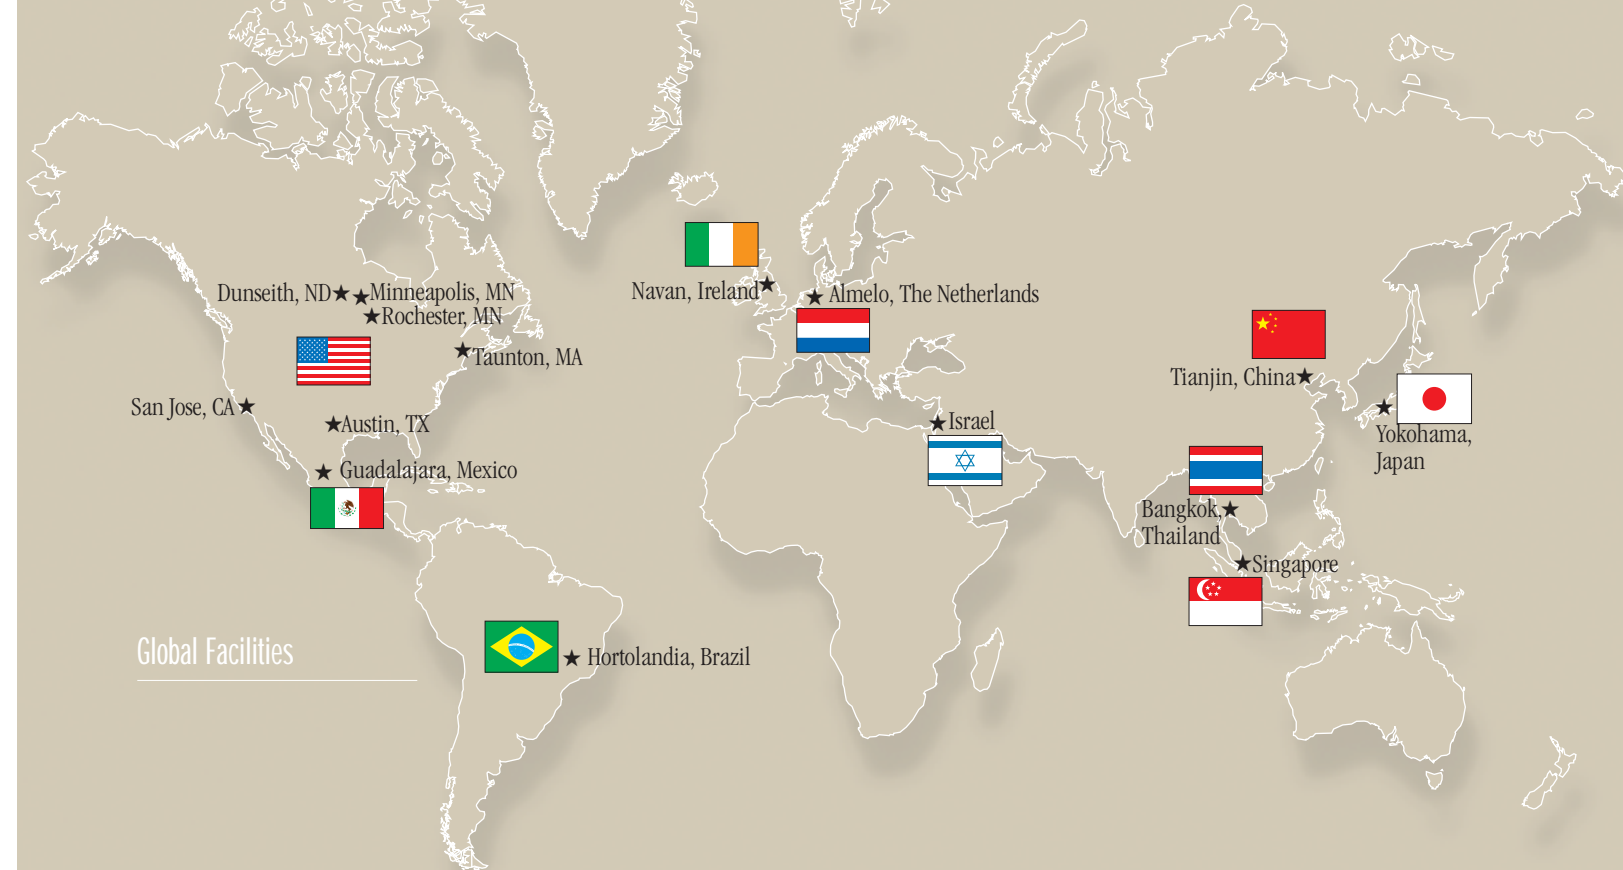 Navan, Ireland
Dunseith, ND
Minneapolis, MN
Almelo, The Netherlands
Rochester, MN
Taunton, MA
Tianjin, China
San Jose, CA
Austin, TX
Israel
Yokohama,
Japan
Guadalajara, Mexico
Bangkok,
Thailand
Singapore
Global Facilities
Hortolandia, Brazil